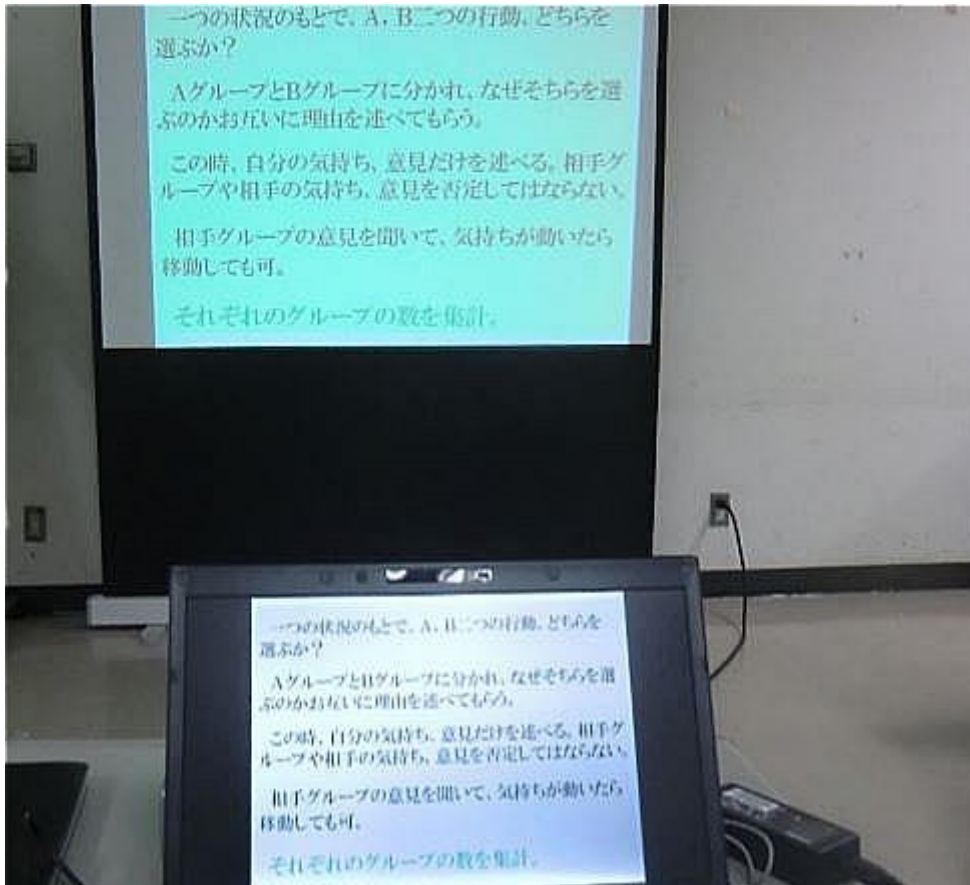 一つの状況のもとで、A，B二つの行動、どちらを
選ぶか？
AグループとBグループに分かれ、なぜそちらを選
ぶのかお互いに理由を述べてもらう。
この時、自分の気持ち、意見だけを述べる。相手グ
ループや相手の気持ち、意見を否定してはならない。
相手グループの意見を聞いて、気持ちが動いたら
移動しても可。
それぞれのグループの数を集計。
一つの状況のもとで、A，B二つの行動、どちらを
選ぶか？
AグループとBグループに分かれ、なぜそちらを選
ぶのかお互いに理由を述べてもらう。
この時、自分の気持ち、意見だけを述べる。相手グ
ループや相手の気持ち、意見を否定してはならない。
相手グループの意見を聞いて、気持ちが動いたら
移動しても可。
それぞれのグループの数を集計。